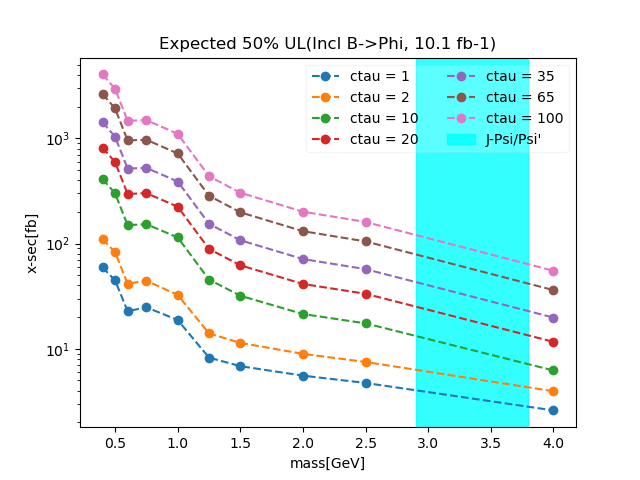 Expected 50% UL(Incl B->Phi, 10.1 fb-1)
ctau = 1
ctau = 2
ctau = 10
ctau = 20
ctau = 35
ctau = 65
ctau = 100
J-Psi/Psi'
x-sec[fb]
10³
10²
10¹
0.5 1.0 1.5 2.0 2.5 3.0 3.5 4.0
mass[GeV]